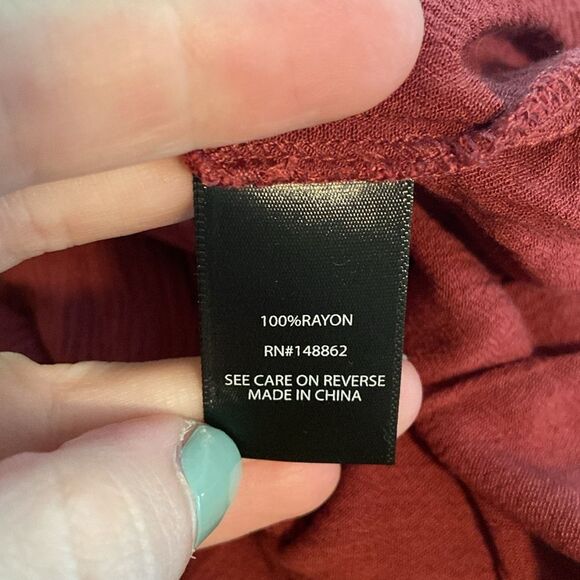 100%RAYON
RN#148862
SEE CARE ON REVERSE
MADE IN CHINA